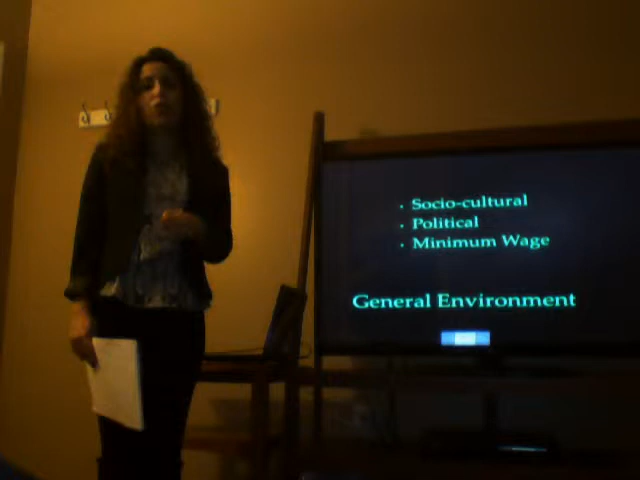 • Socio-cultural
• Political
• Minimum Wage
General Environment